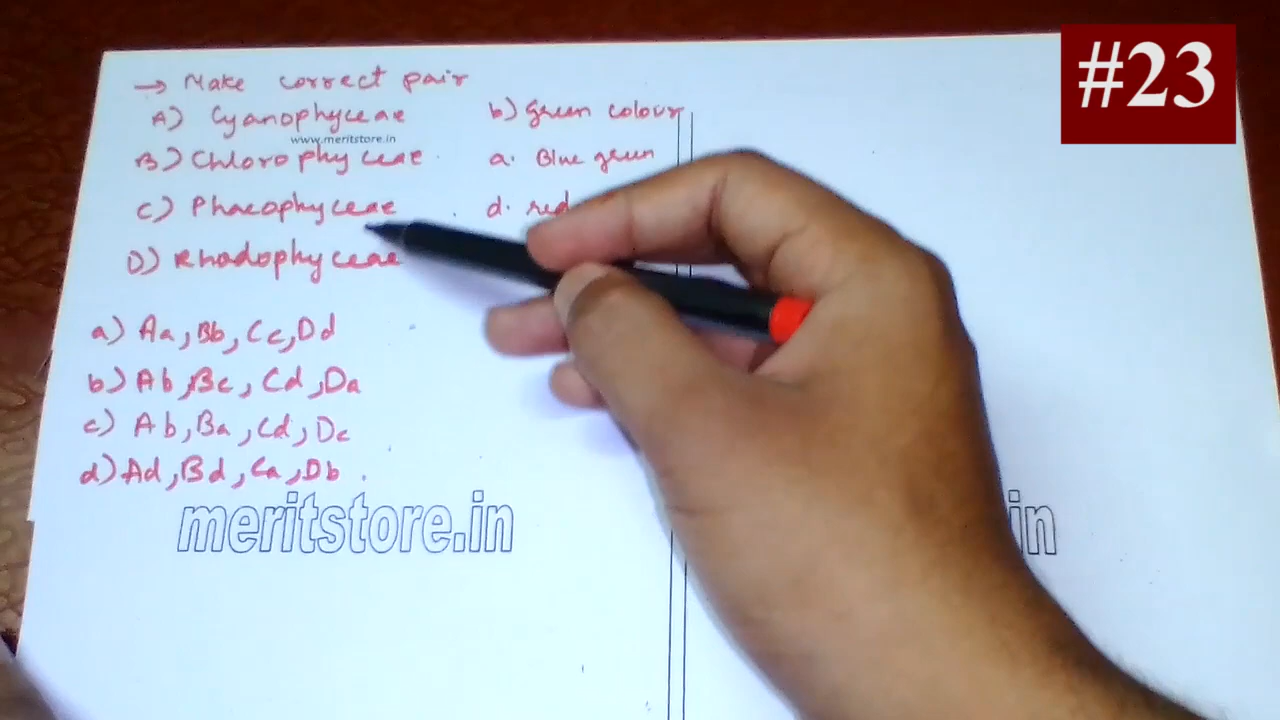 #23
→ Make correct pair
A) Cyanophyceae b) Green colour
www.meritstore.in
B) Chlorophyceae a. Blue green
C) Phaeophyceae d. red
D) Rhodophyceae
a) Aa, Bb, Cc, Dd
b) Ab, Bc, Cd, Da
c) Ab, Ba, Cd, Dc
d) Ad, Bd, Ca, Db.
meritstore.in
in